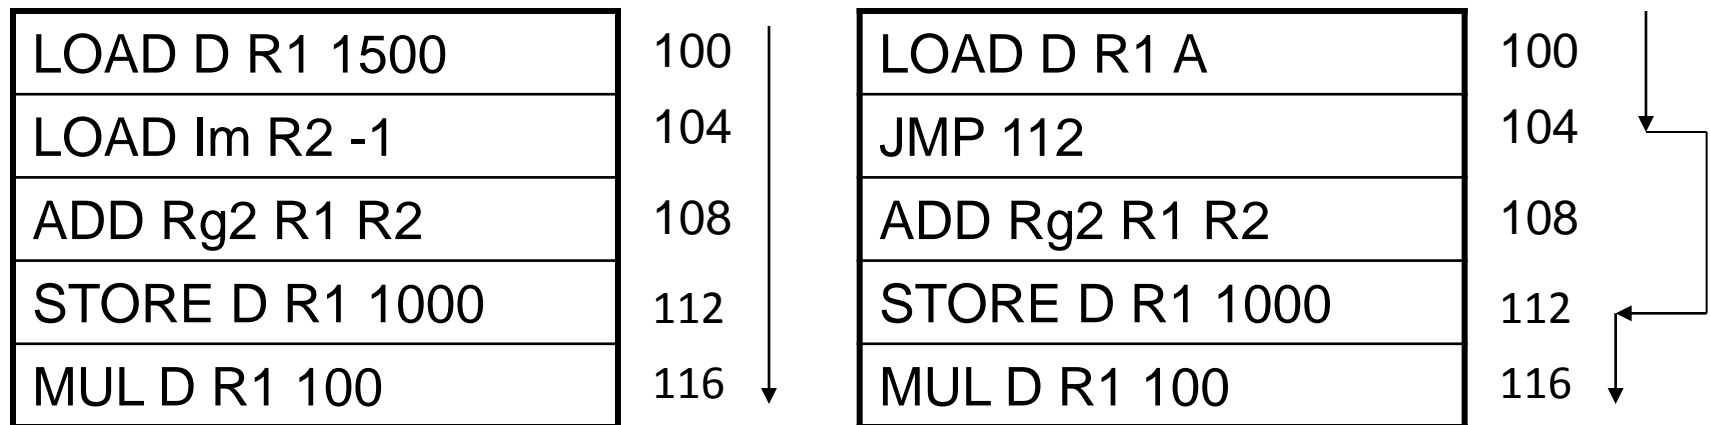 LOAD D R1 1500 100
LOAD Im R2 -1 104
ADD Rg2 R1 R2 108
STORE D R1 1000 112
MUL D R1 100 116
LOAD D R1 A 100
JMP 112 104
ADD Rg2 R1 R2 108
STORE D R1 1000 112
MUL D R1 100 116